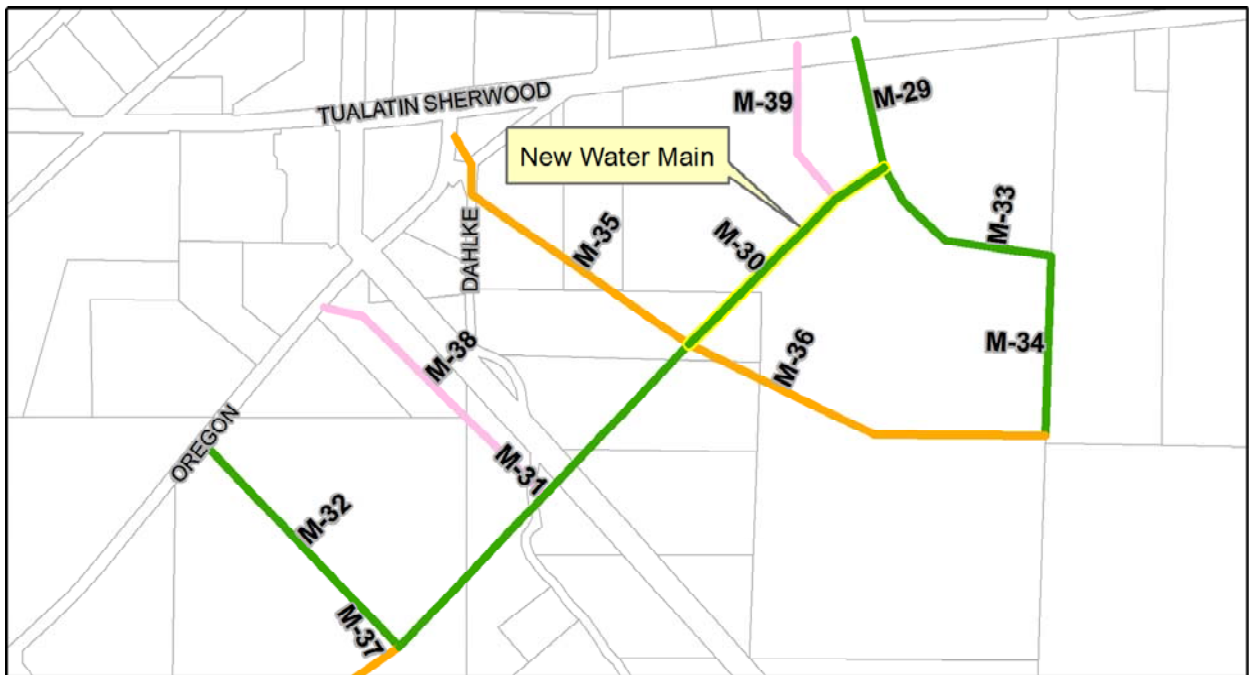 TUALATIN SHERWOOD
M-39
M-29
New Water Main
M-33
M-35
M-30
DAHLKE
M-34
M-38
M-36
OREGON
M-31
M-32
M-37